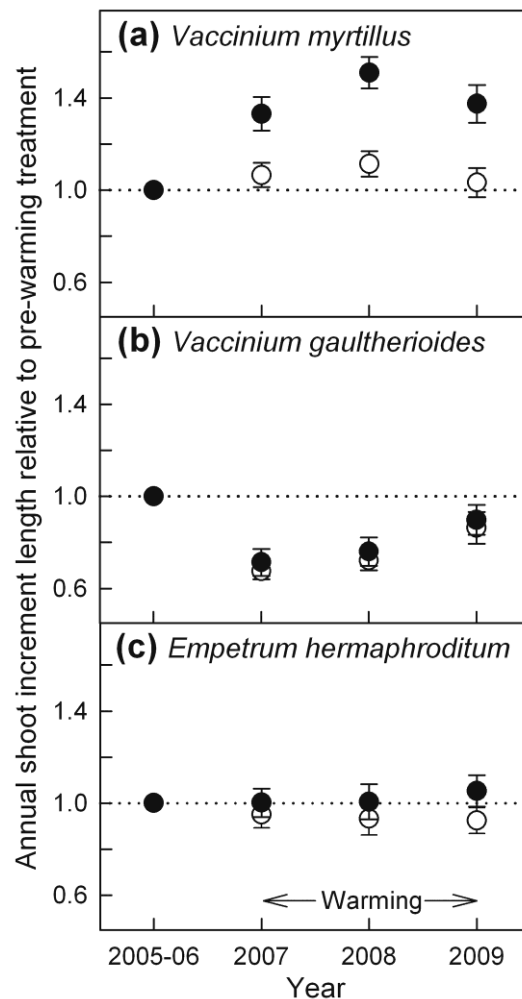 Annual shoot increment length relative to pre-warming treatment
(a) Vaccinium myrtillus
1.4
1.0
0.6
(b) Vaccinium gaultherioides
1.4
1.0
0.6
(c) Empetrum hermaphroditum
1.4
1.0
0.6
Warming
2005-06 2007 2008 2009
Year